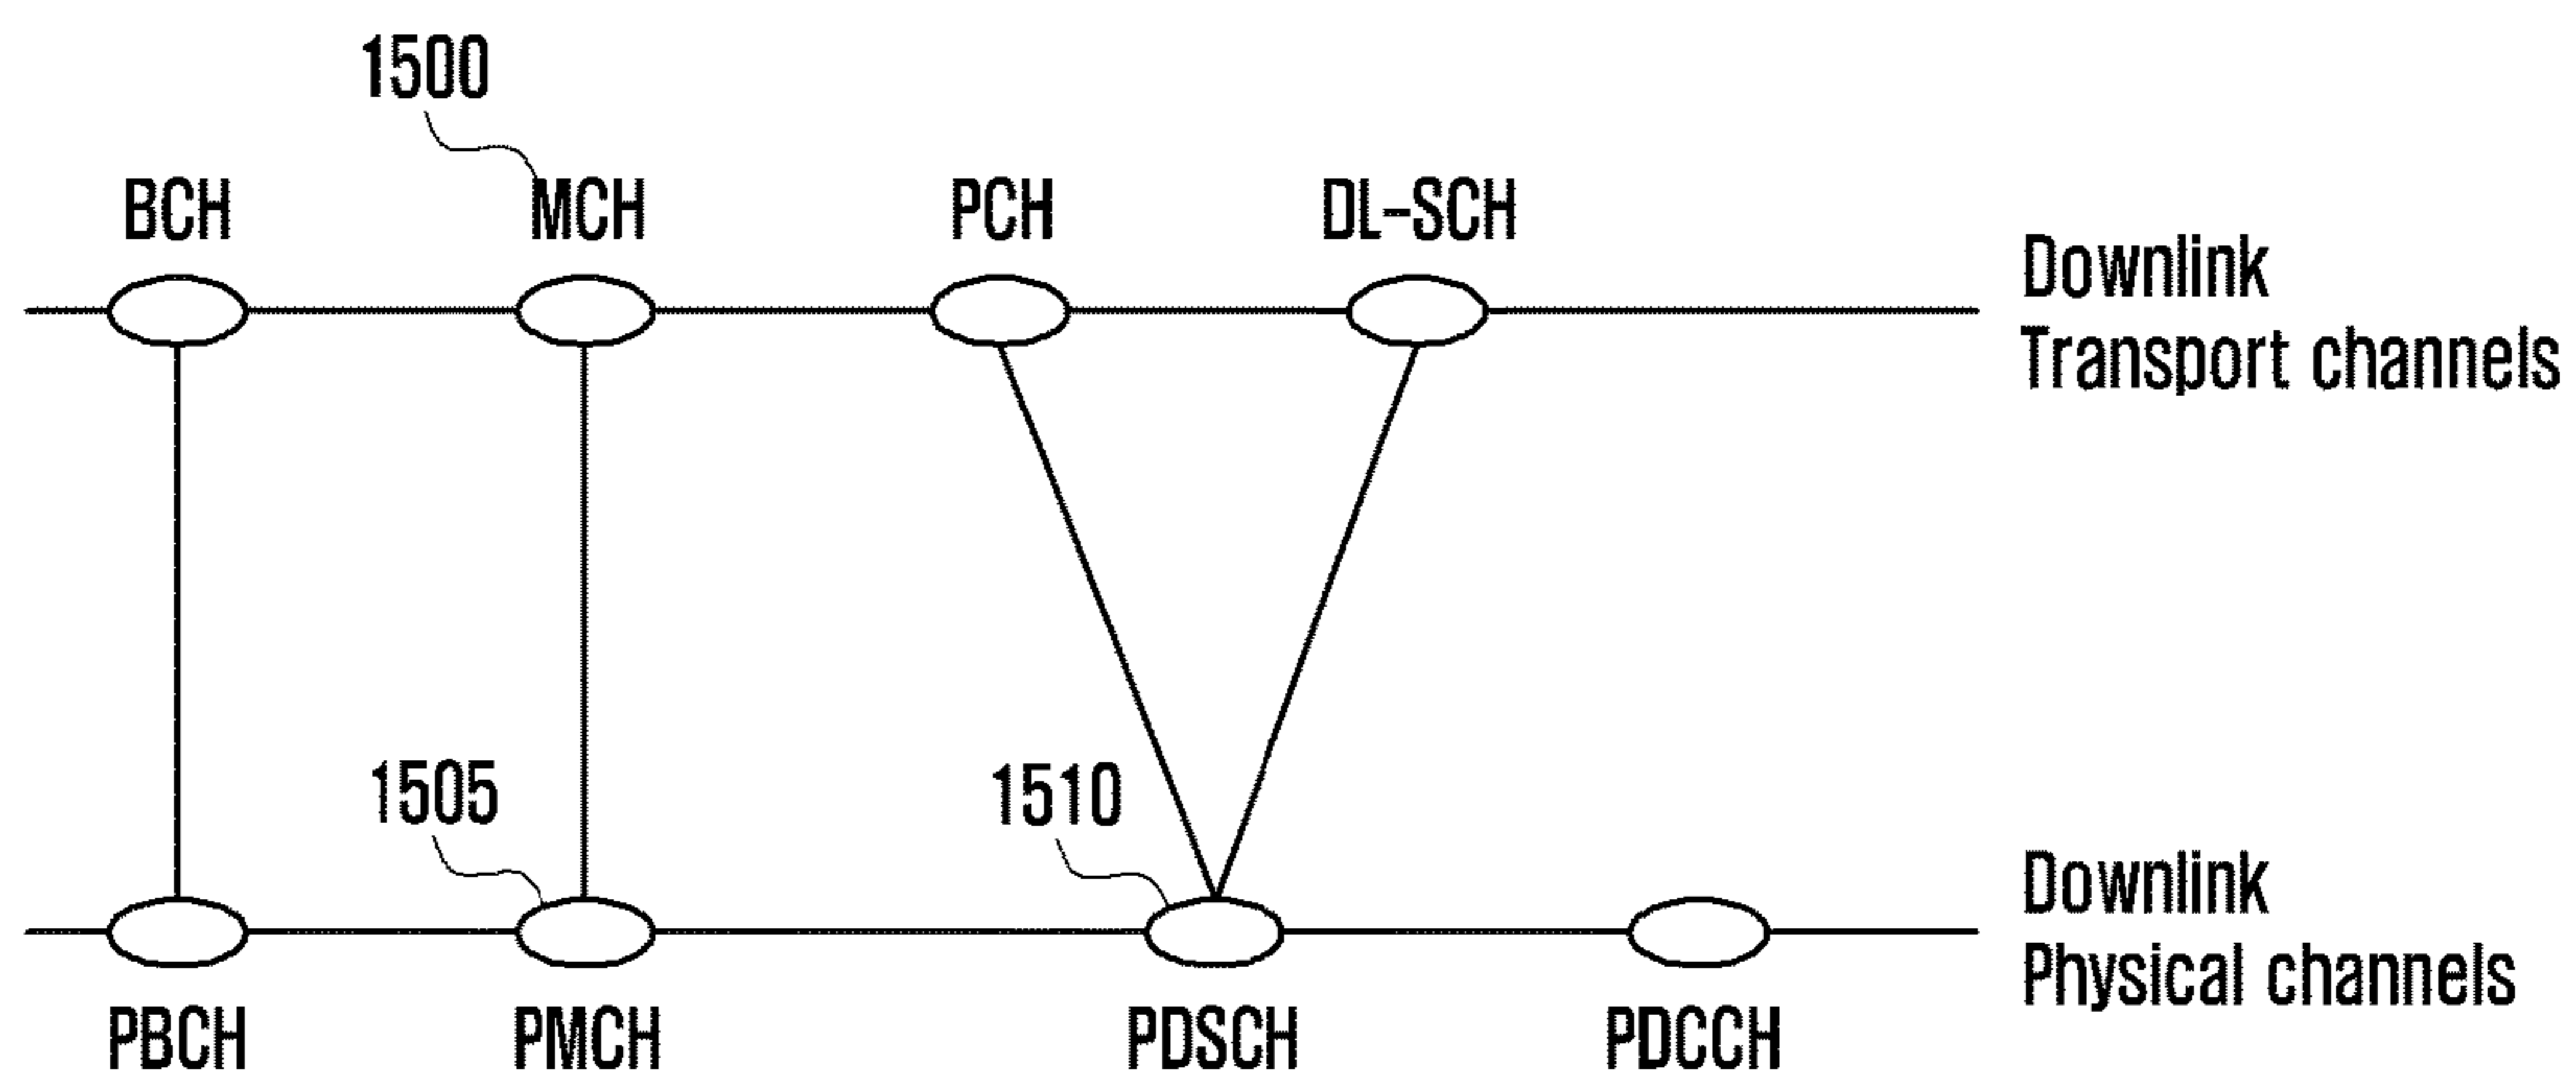 1500
BCH
MCH
PCH
DL-SCH
Downlink
Transport channels
1505
1510
Downlink
Physical channels
PBCH
PMCH
PDSCH
PDCCH